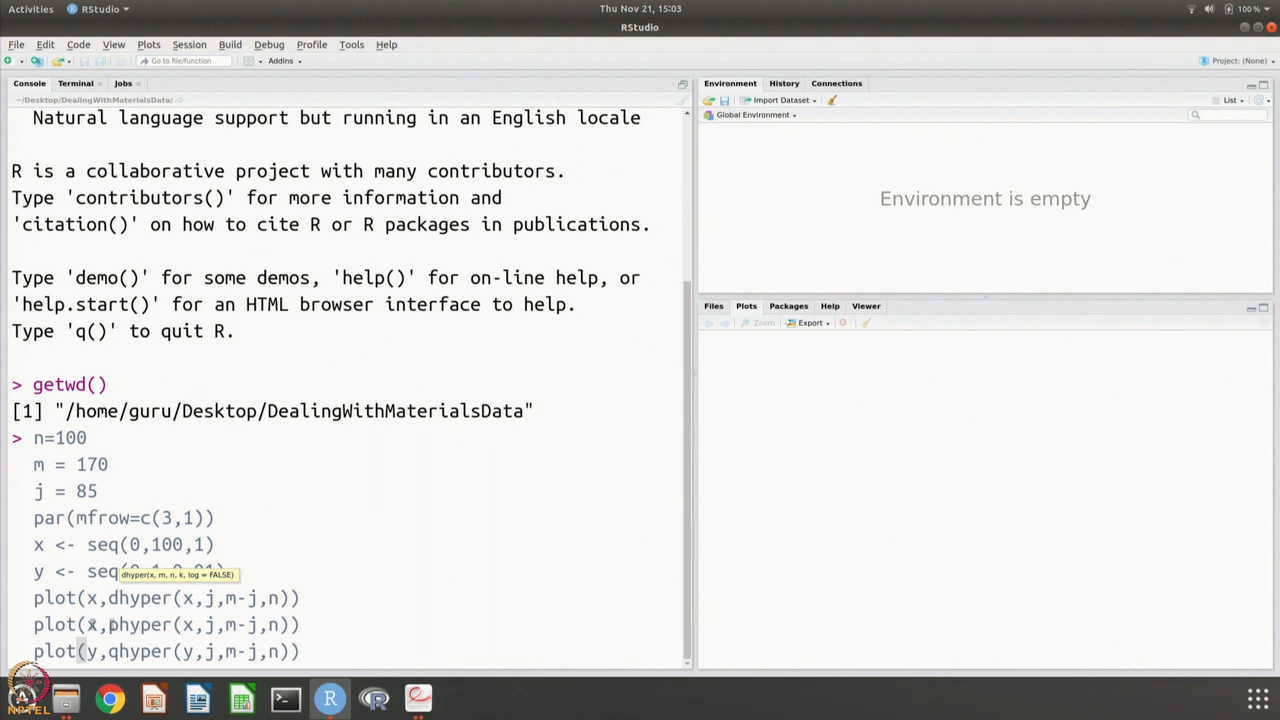 Activities RStudio Thu Nov 21, 15:03 100 %
RStudio
File Edit Code View Plots Session Build Debug Profile Tools Help
Go to file/function Addins Project: (None)
Console Terminal Jobs
~/Desktop/DealingWithMaterialsData/
Natural language support but running in an English locale
R is a collaborative project with many contributors.
Type 'contributors()' for more information and
'citation()' on how to cite R or R packages in publications.
Type 'demo()' for some demos, 'help()' for on-line help, or
'help.start()' for an HTML browser interface to help.
Type 'q()' to quit R.
> getwd()
[1] "/home/guru/Desktop/DealingWithMaterialsData"
> n=100
m = 170
j = 85
par(mfrow=c(3,1))
x <- seq(0,100,1)
y <- seq
dhyper(x, m, n, k, log = FALSE)
plot(x,dhyper(x,j,m-j,n))
plot(x,phyper(x,j,m-j,n))
plot(y,qhyper(y,j,m-j,n))
Environment History Connections
Import Dataset List
Global Environment
Environment is empty
Files Plots Packages Help Viewer
Zoom Export
NPTEL